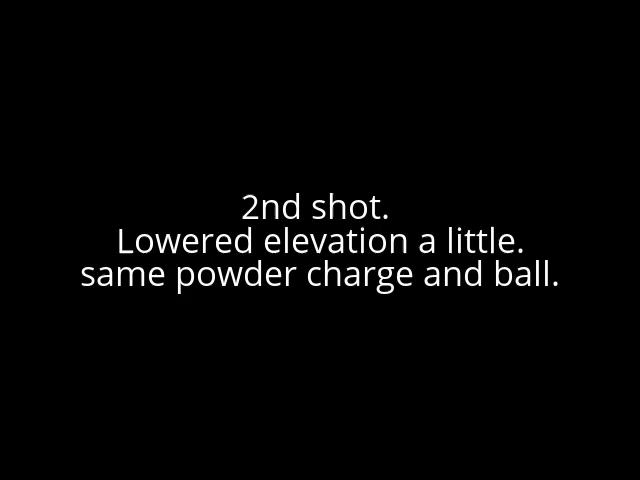 2nd shot.
Lowered elevation a little.
same powder charge and ball.